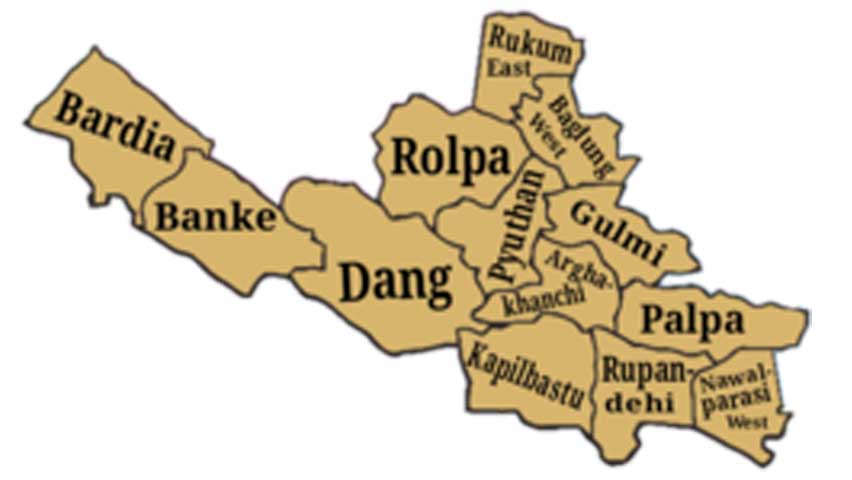 Rukum
East
Baglung
West
Bardia
Rolpa
Pyuthan
Banke
Gulmi
Dang
Argha-
khanchi
Palpa
Kapilbastu
Rupan-
dehi
Nawal-
parasi
West